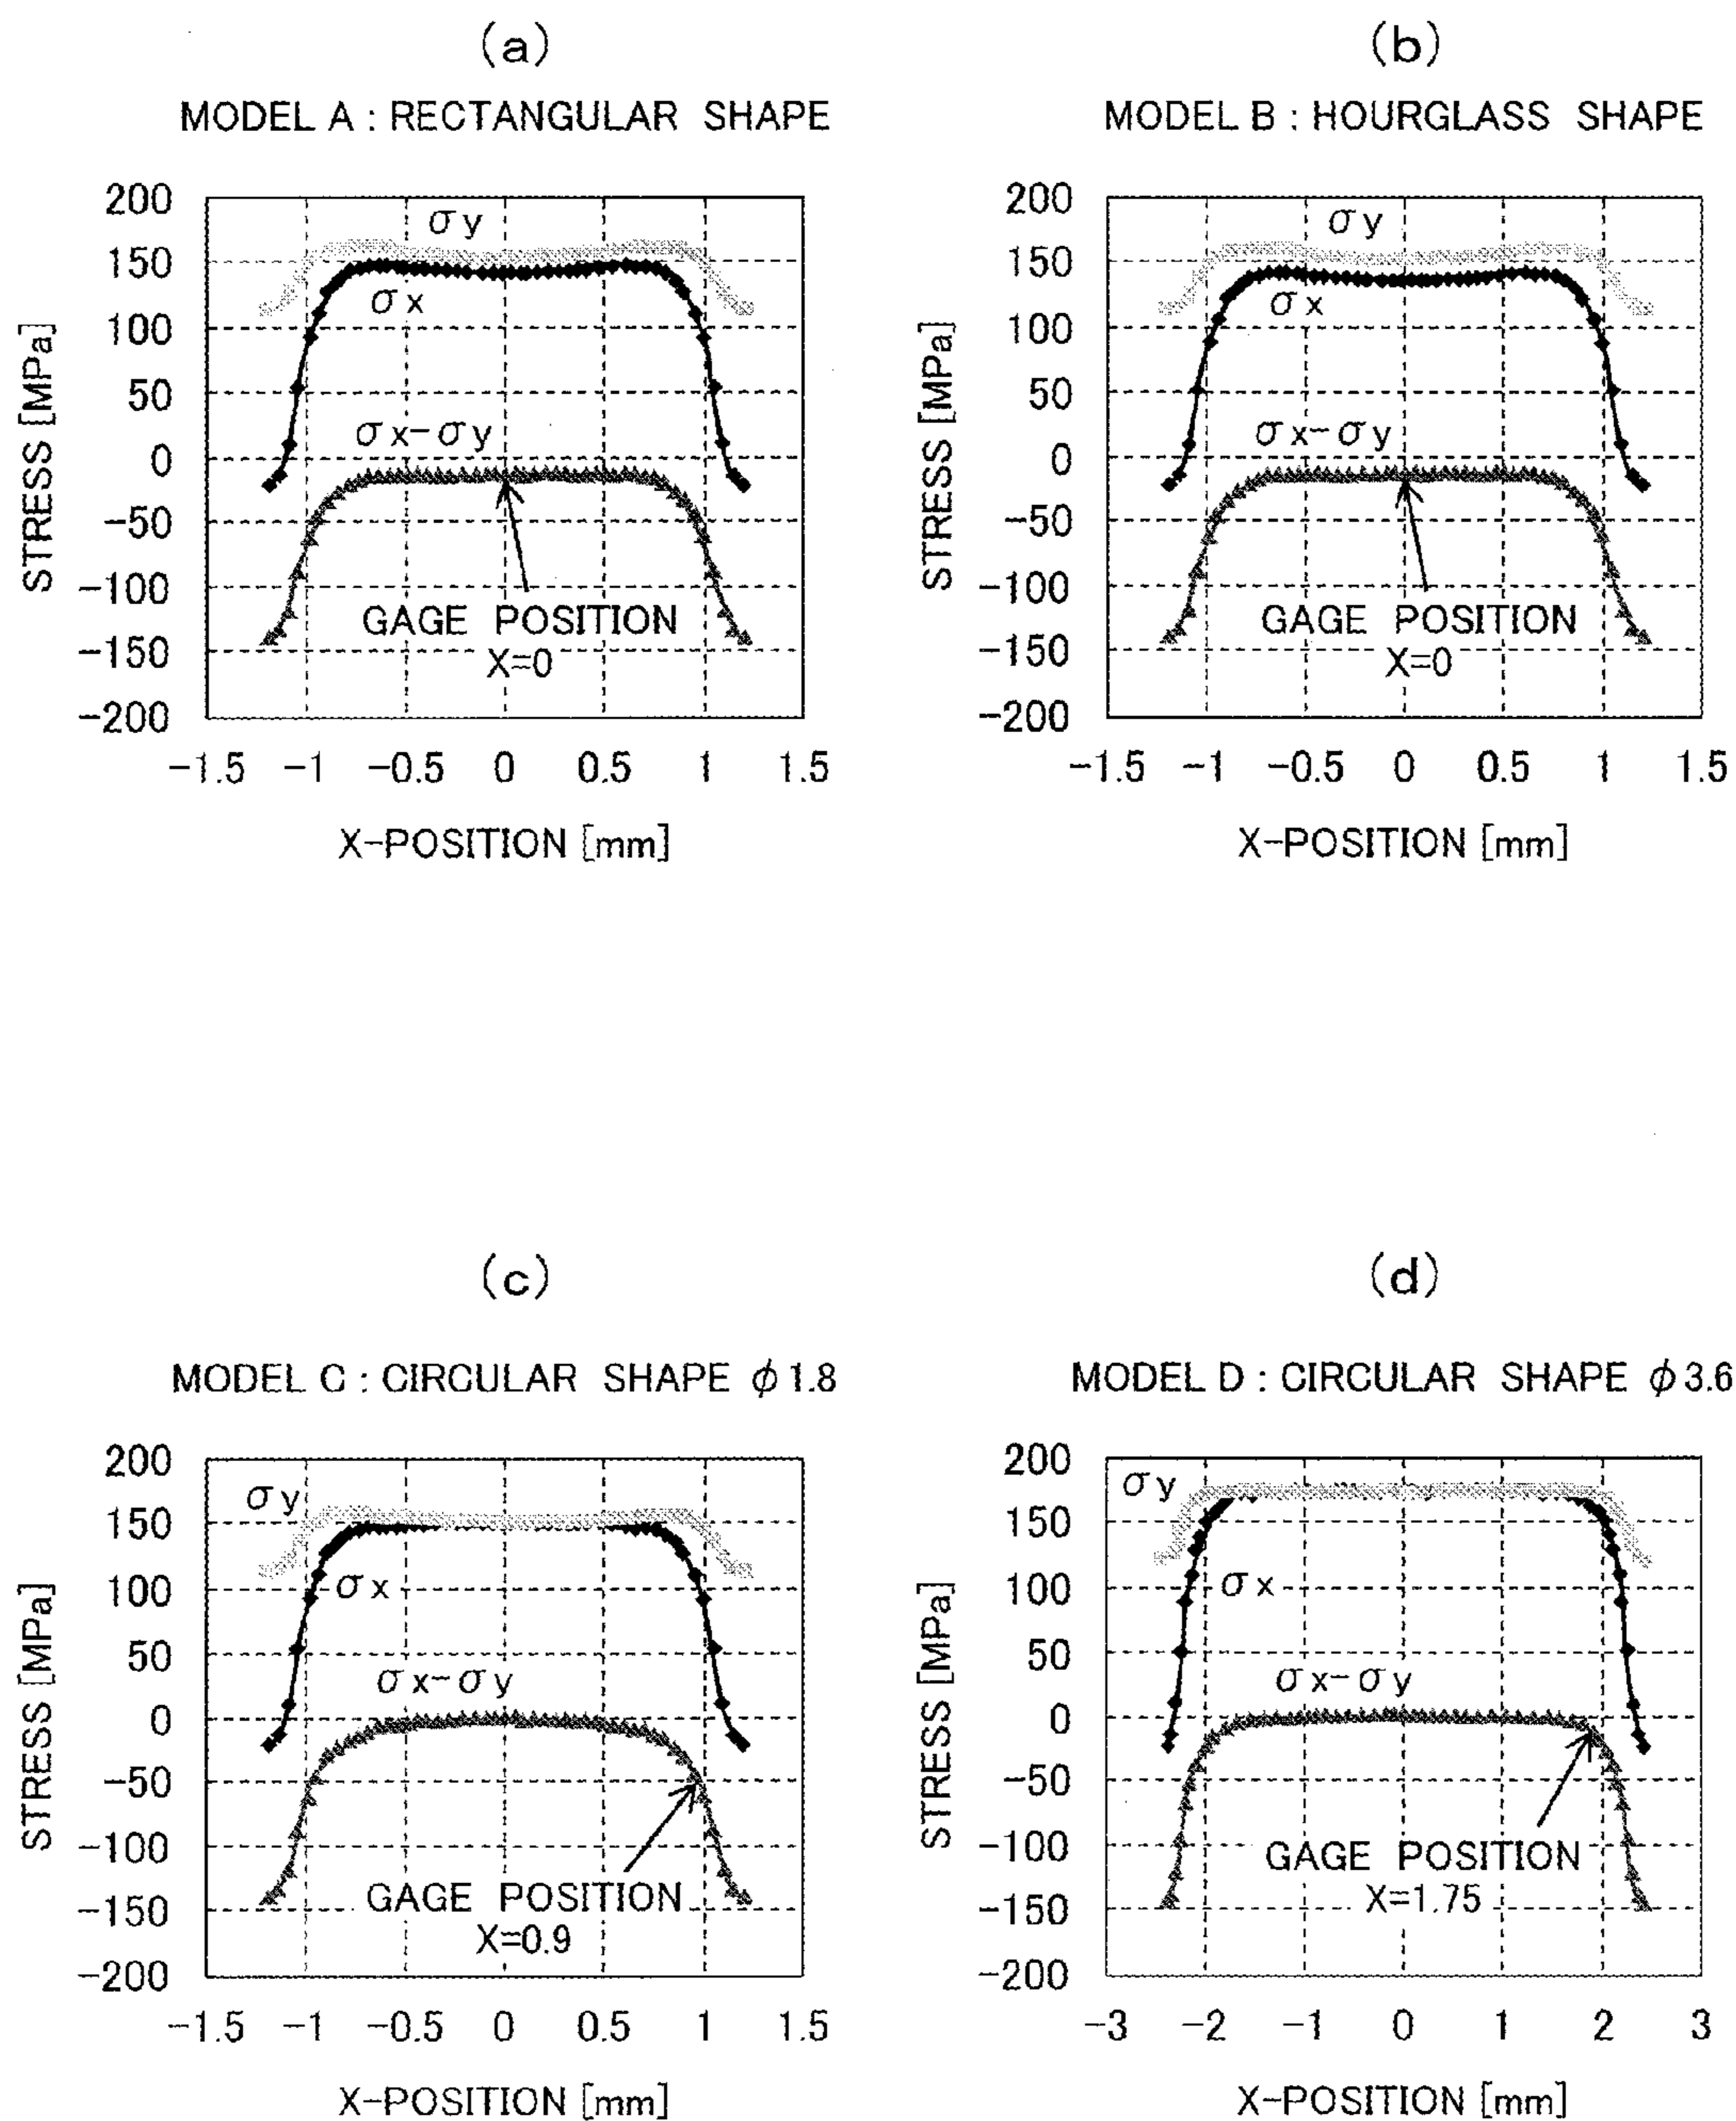 (a)
MODEL A : RECTANGULAR SHAPE
200
150
100
50
0
-50
-100
-150
-200
STRESS [MPa]
σy
σx
σx-σy
GAGE POSITION
X=0
-1.5 -1 -0.5 0 0.5 1 1.5
X-POSITION [mm]
(b)
MODEL B : HOURGLASS SHAPE
200
150
100
50
0
-50
-100
-150
-200
STRESS [MPa]
σy
σx
σx-σy
GAGE POSITION
X=0
-1.5 -1 -0.5 0 0.5 1 1.5
X-POSITION [mm]
(c)
MODEL C : CIRCULAR SHAPE ϕ1.8
200
150
100
50
0
-50
-100
-150
-200
STRESS [MPa]
σy
σx
σx-σy
GAGE POSITION
X=0.9
-1.5 -1 -0.5 0 0.5 1 1.5
X-POSITION [mm]
(d)
MODEL D : CIRCULAR SHAPE ϕ3.6
200
150
100
50
0
-50
-100
-150
-200
STRESS [MPa]
σy
σx
σx-σy
GAGE POSITION
X=1.75
-3 -2 -1 0 1 2 3
X-POSITION [mm]